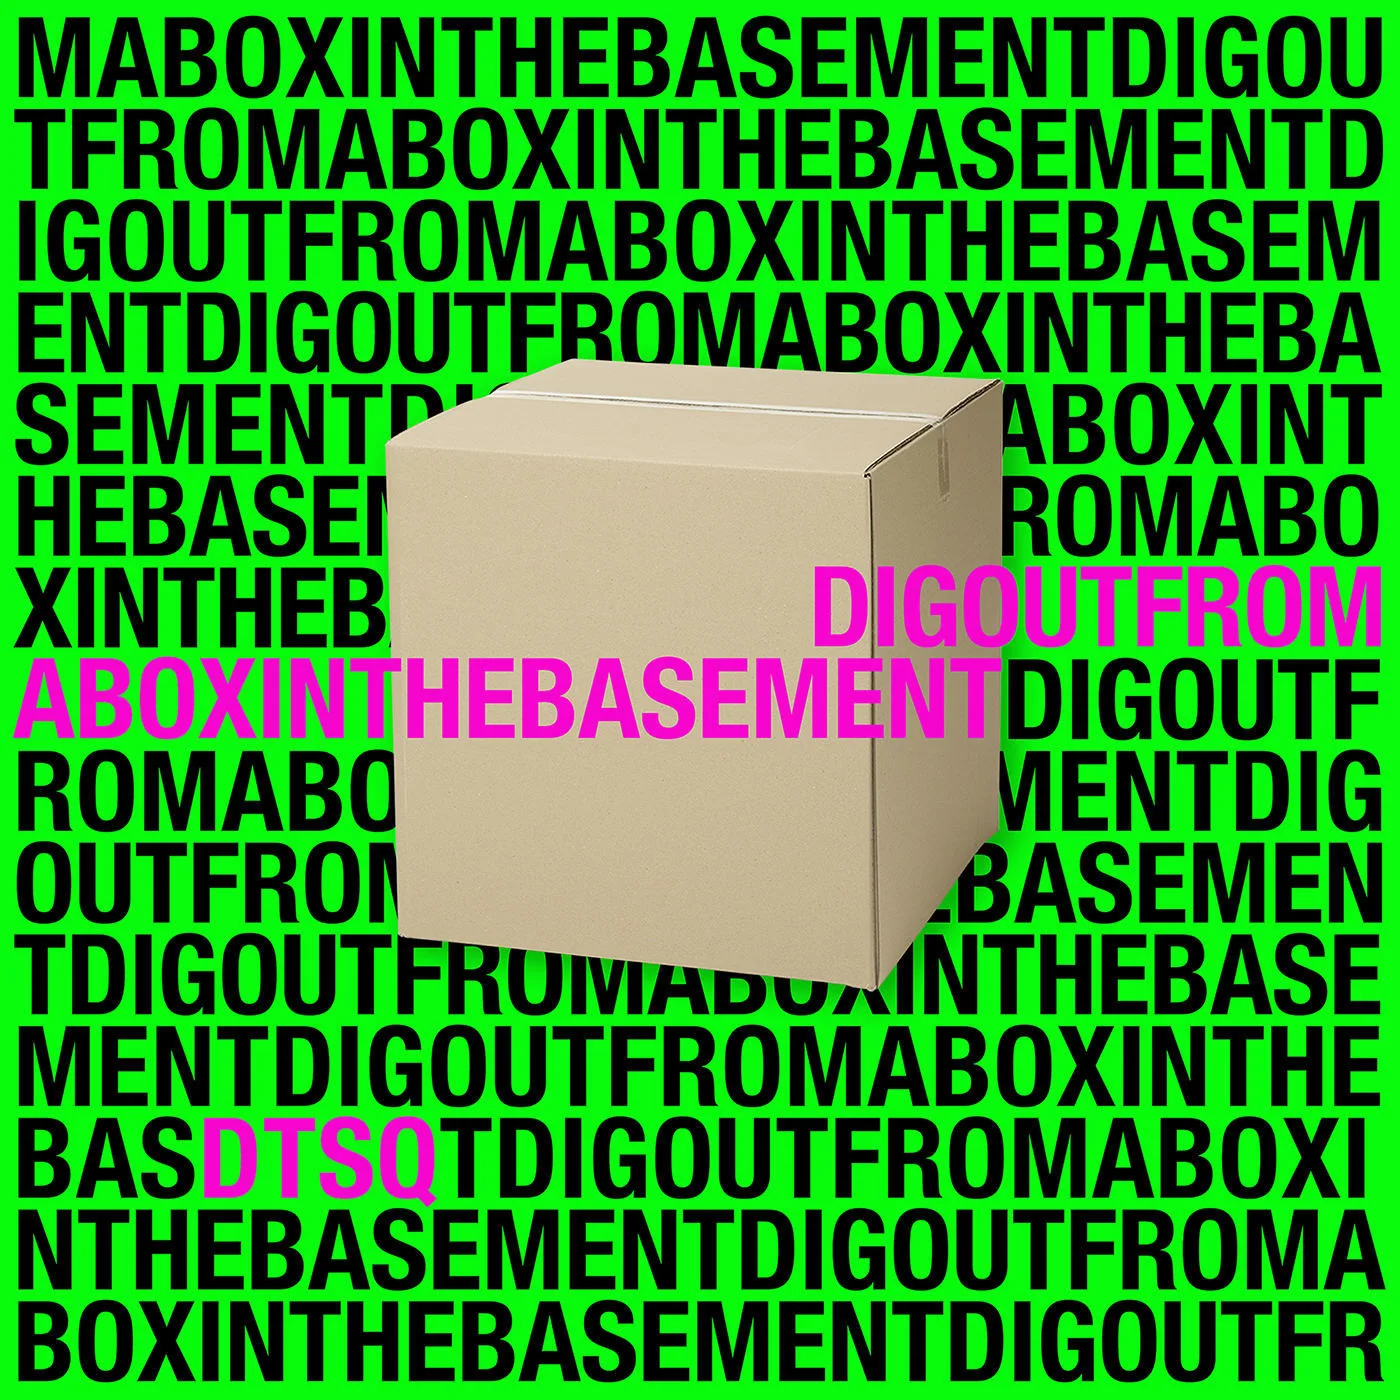 MABOXINTHEBASEMENTDIGOU
TFROMABOXINTHEBASEMENTD
IGOUTFROMABOXINTHEBASEM
ENTDIGOUTFROMABOXINTHEBA
SEMENTDI ABOXINT
HEBASEM ROMABO
XINTHEB DIGOUTFROM
ABOXINTHEBASEMENTDIGOUTF
ROMABO MENTDIG
OUTFROM BASEMEN
TDIGOUTFROMABOXINTHEBASE
MENTDIGOUTFROMABOXINTHE
BASDTSQTDIGOUTFROMABOXI
NTHEBASEMENTDIGOUTFROMA
BOXINTHEBASEMENTDIGOUTFR